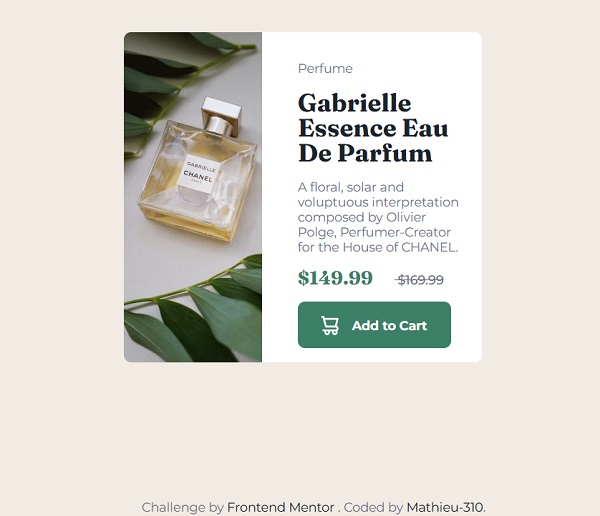 Perfume
Gabrielle
Essence Eau
De Parfum
GABRIELLE
CHANEL
PARIS
A floral, solar and
voluptuous interpretation
composed by Olivier
Polge, Perfumer-Creator
for the House of CHANEL.
$149.99 $169.99
Add to Cart
Challenge by Frontend Mentor . Coded by Mathieu-310.